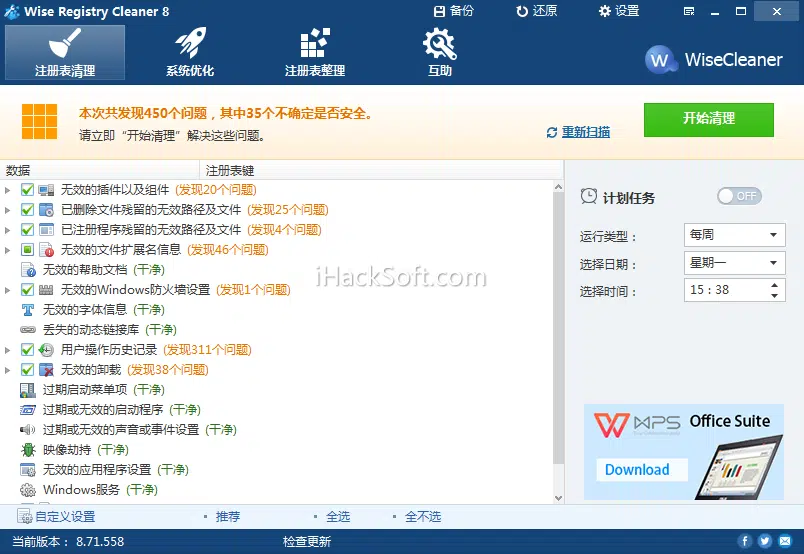 Wise Registry Cleaner 8
备份
还原
设置
注册表清理
系统优化
注册表整理
互助
WiseCleaner
本次共发现450个问题，其中35个不确定是否安全。
请立即“开始清理”解决这些问题。
重新扫描
开始清理
数据
注册表键
无效的插件以及组件 (发现20个问题)
已删除文件残留的无效路径及文件 (发现25个问题)
已注册程序残留的无效路径及文件 (发现4个问题)
无效的文件扩展名信息 (发现46个问题)
无效的帮助文档 (干净)
无效的Windows防火墙设置 (发现1个问题)
无效的字体信息 (干净)
丢失的动态链接库 (干净)
用户操作历史记录 (发现311个问题)
无效的卸载 (发现38个问题)
过期启动菜单项 (干净)
过期或无效的启动程序 (干净)
过期或无效的声音或事件设置 (干净)
映像劫持 (干净)
无效的应用程序设置 (干净)
Windows服务 (干净)
iHackSoft.com
计划任务
OFF
运行类型：
每周
选择日期：
星期一
选择时间：
15 : 38
WPS Office Suite
Download
自定义设置
推荐
全选
全不选
当前版本： 8.71.558
检查更新